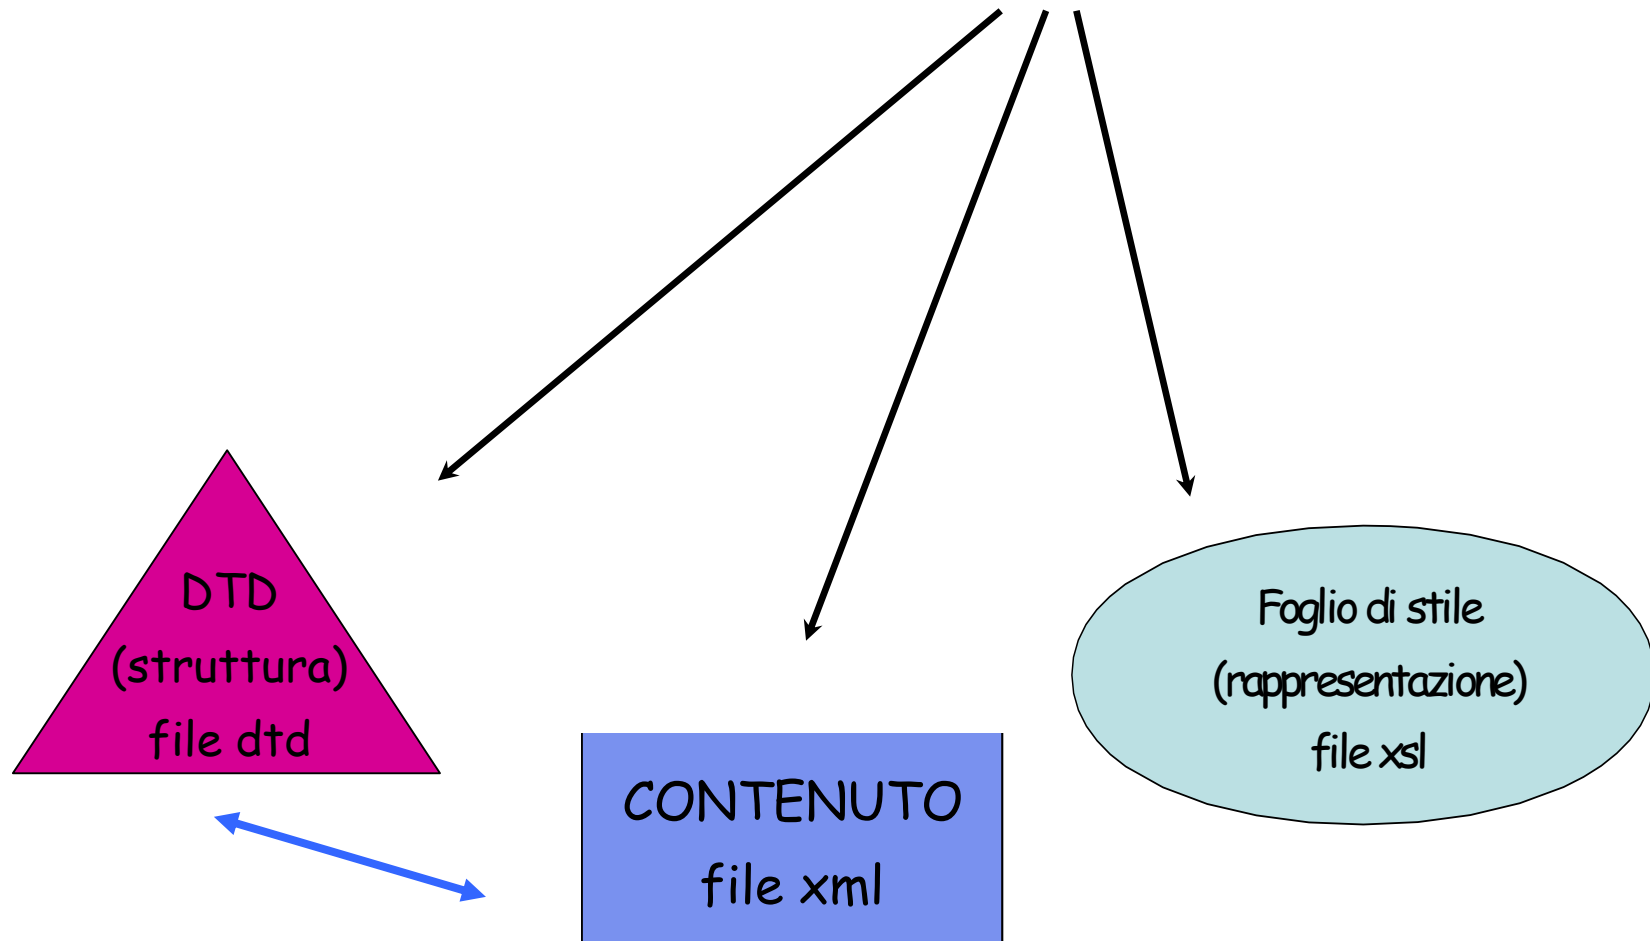 DTD
(struttura)
file dtd
CONTENUTO
file xml
Foglio di stile
(rappresentazione)
file xsl